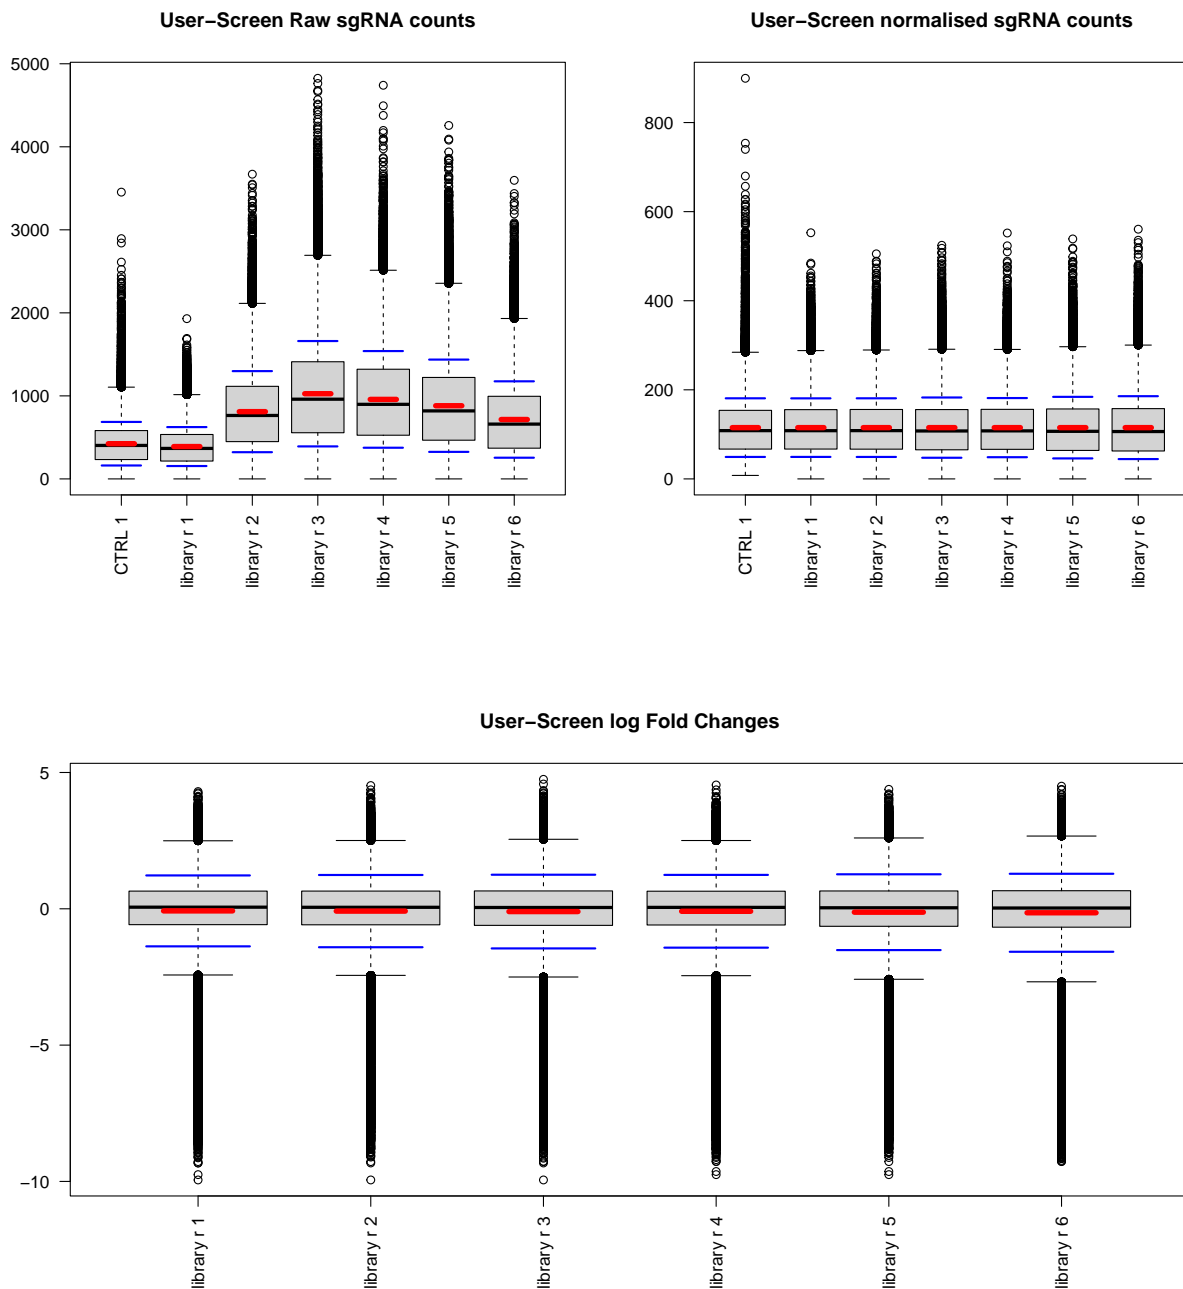 User−Screen Raw sgRNA counts
5000
4000
3000
2000
1000
0
CTRL 1
library r 1
library r 2
library r 3
library r 4
library r 5
library r 6
User−Screen normalised sgRNA counts
800
600
400
200
0
CTRL 1
library r 1
library r 2
library r 3
library r 4
library r 5
library r 6
User−Screen log Fold Changes
5
0
−5
−10
library r 1
library r 2
library r 3
library r 4
library r 5
library r 6